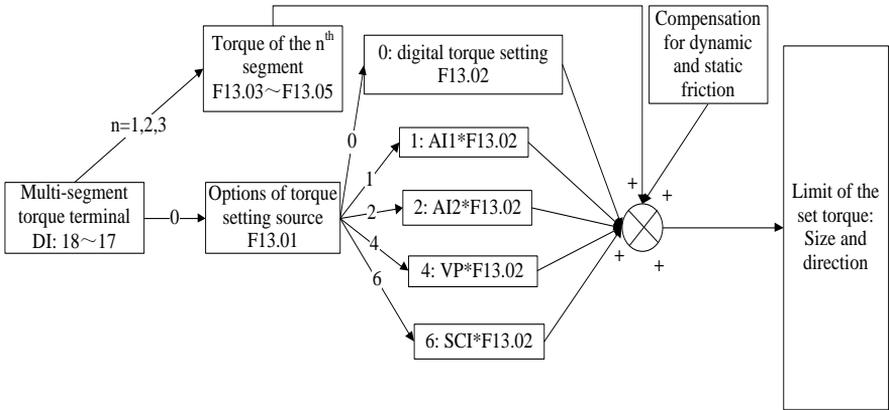 Torque of the nth
segment
F13.03～F13.05
0: digital torque setting
F13.02
Compensation
for dynamic
and static
friction
n=1,2,3
0
1: AI1*F13.02
1
Multi-segment
torque terminal
DI: 18～17
0
Options of torque
setting source
F13.01
2
2: AI2*F13.02
+
+
Limit of the
set torque:
Size and
direction
4
4: VP*F13.02
+
+
6
6: SCI*F13.02